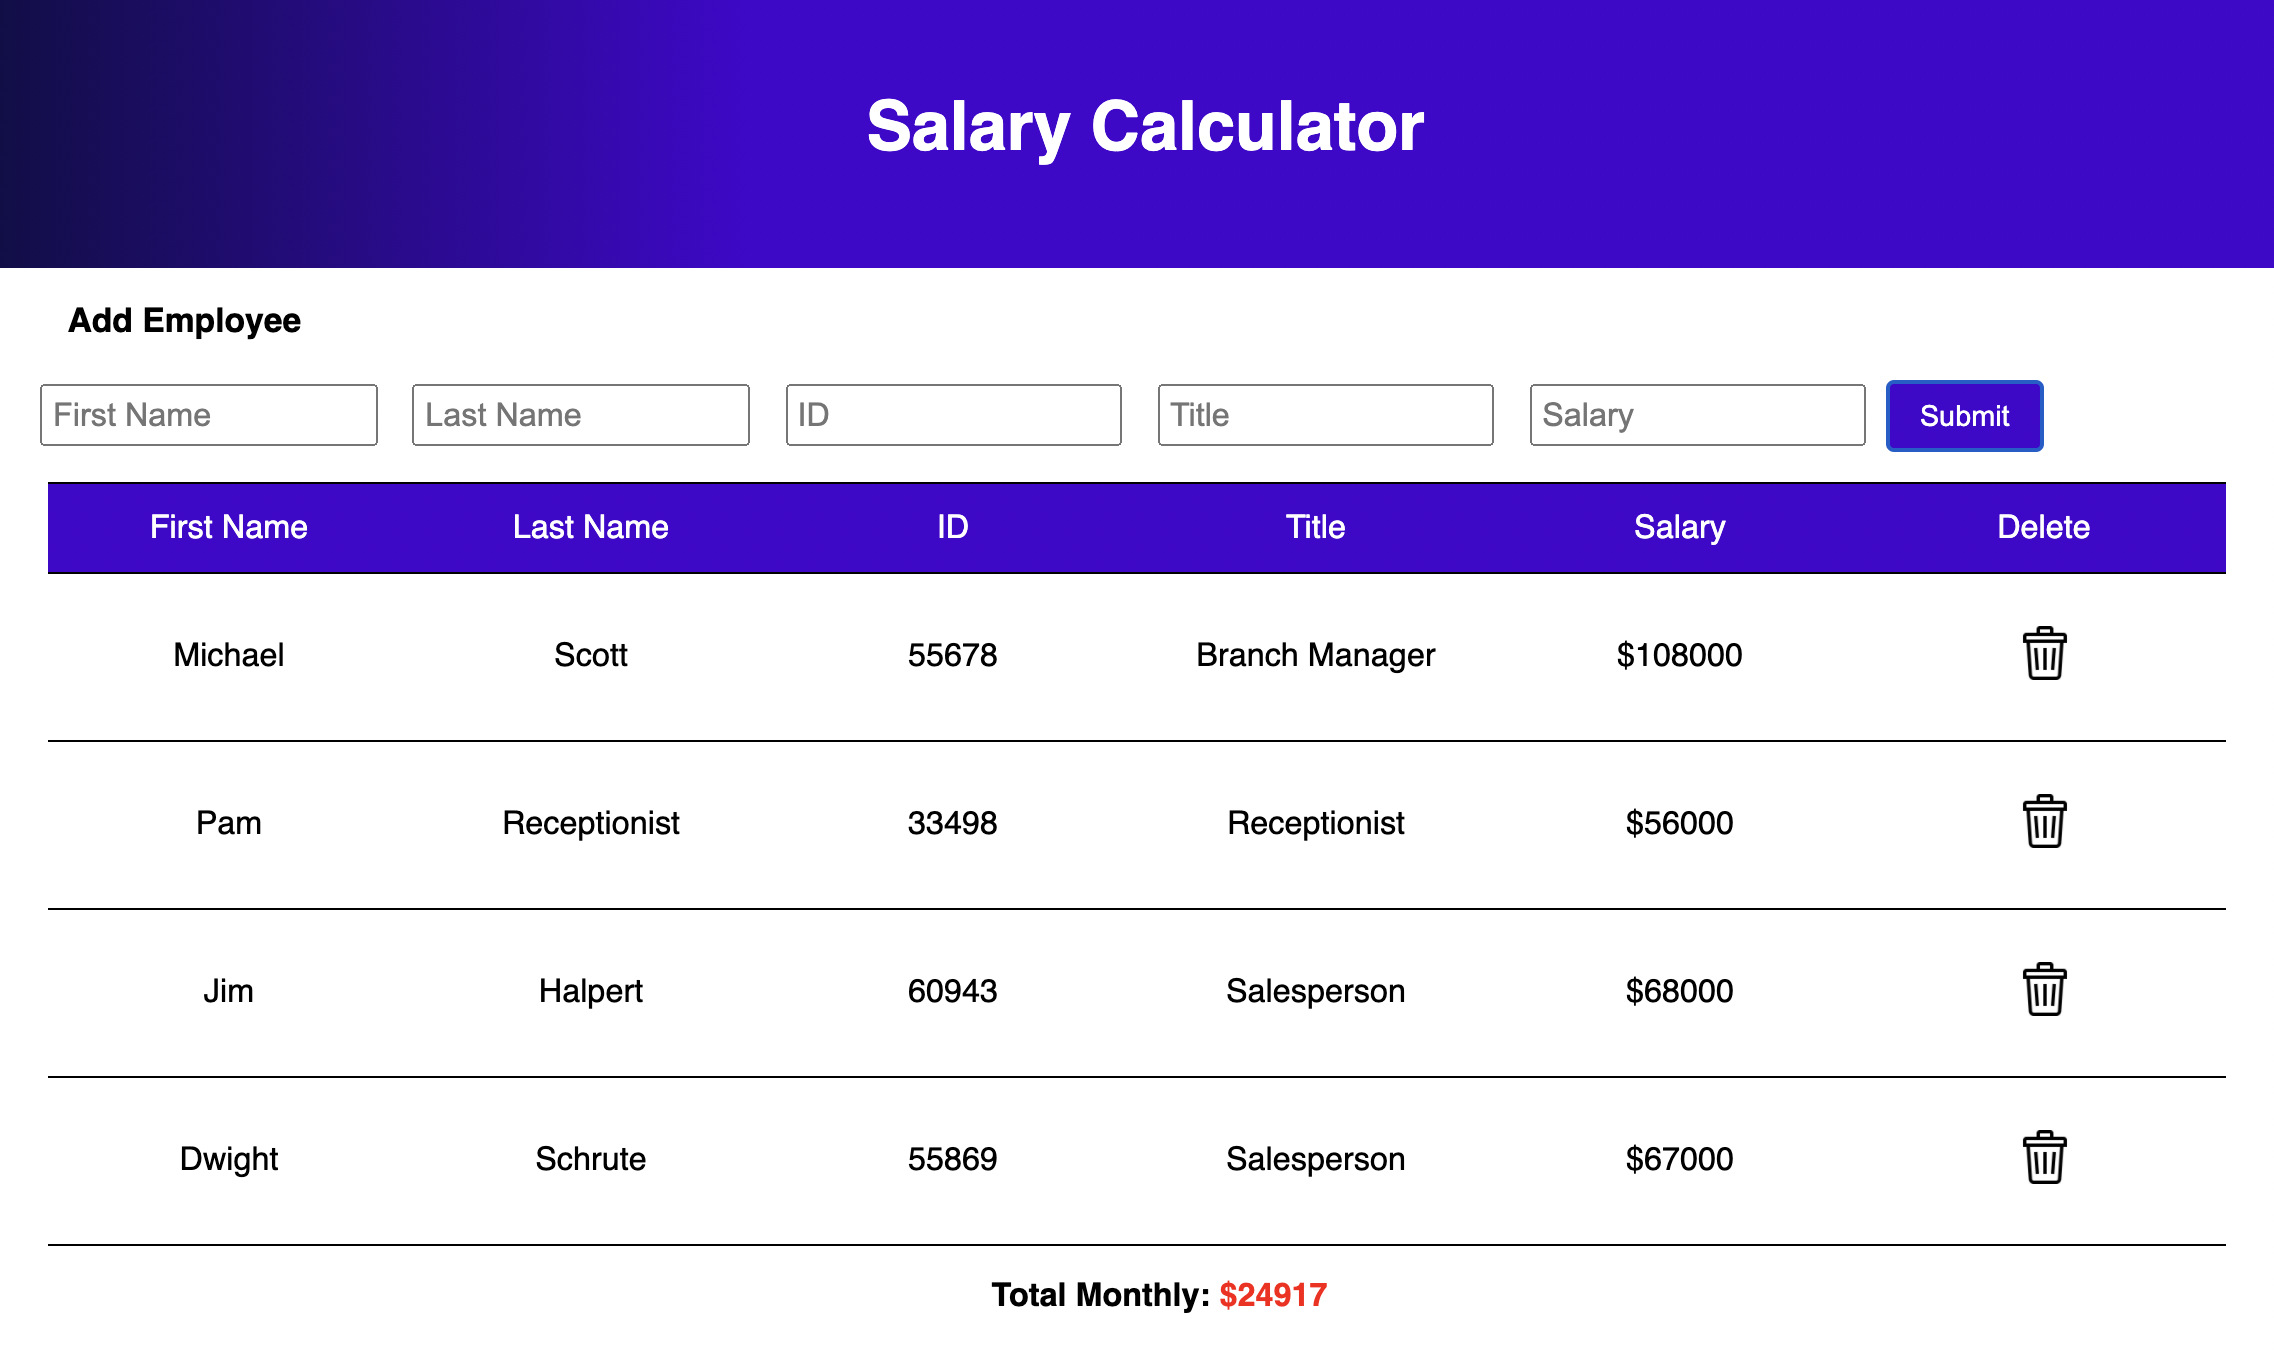 Salary Calculator
Add Employee
First Name Last Name ID Title Salary Submit
First Name Last Name ID Title Salary Delete
Michael Scott 55678 Branch Manager $108000
Pam Receptionist 33498 Receptionist $56000
Jim Halpert 60943 Salesperson $68000
Dwight Schrute 55869 Salesperson $67000
Total Monthly: $24917